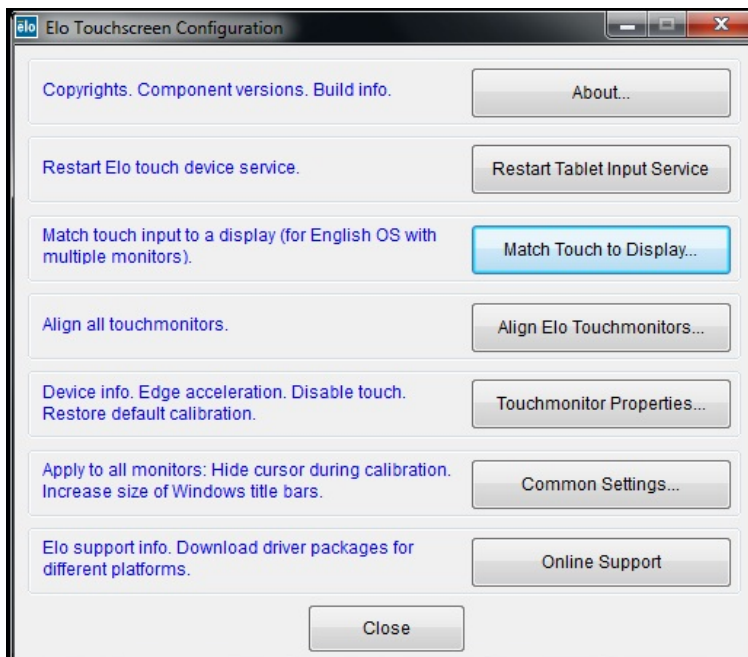 elo Elo Touchscreen Configuration
Copyrights. Component versions. Build info.
About...
Restart Elo touch device service.
Restart Tablet Input Service
Match touch input to a display (for English OS with
multiple monitors).
Match Touch to Display...
Align all touchmonitors.
Align Elo Touchmonitors...
Device info. Edge acceleration. Disable touch.
Restore default calibration.
Touchmonitor Properties...
Apply to all monitors: Hide cursor during calibration.
Increase size of Windows title bars.
Common Settings...
Elo support info. Download driver packages for
different platforms.
Online Support
Close